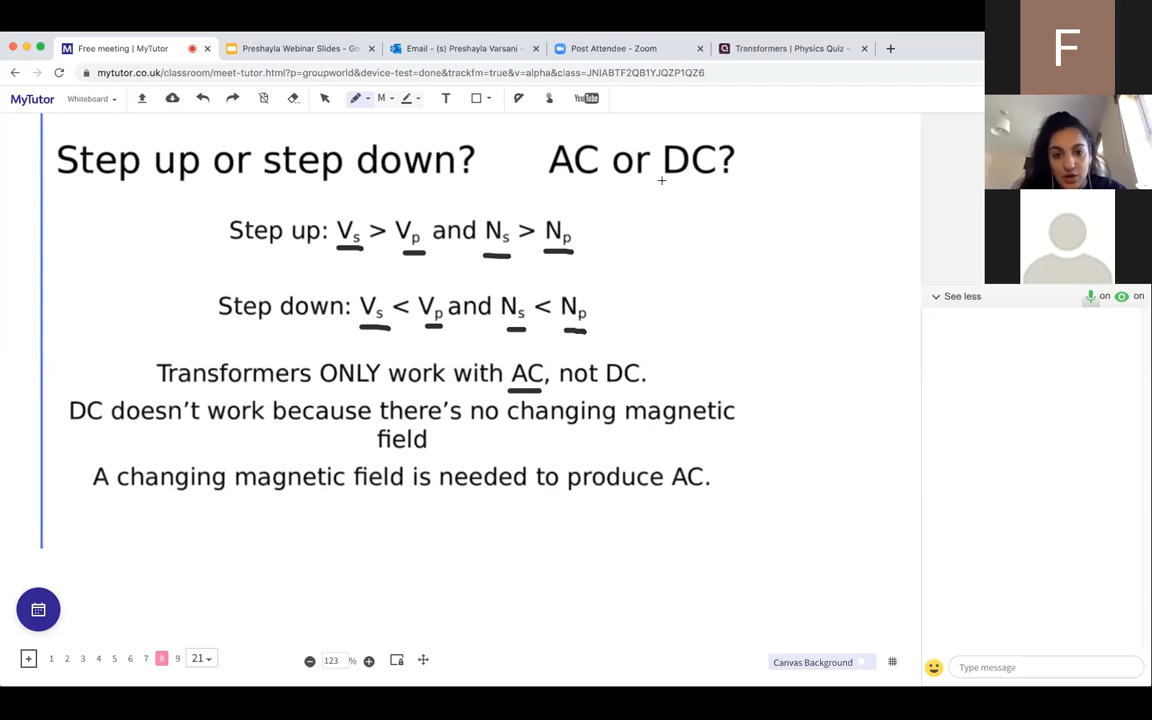 Free meeting | MyTutor
Preshayla Webinar Slides - Go
Email - (s) Preshayla Varsani -
Post Attendee - Zoom
Transformers | Physics Quiz -
mytutor.co.uk/classroom/meet-tutor.html?p=groupworld&device-test=done&trackfm=true&v=alpha&class=JNIABTF2QB1YJQZP1QZ6
MyTutor
Whiteboard
M
T
YouTube
F
Step up or step down? AC or DC?
Step up: Vs > Vp and Ns > Np
Step down: Vs < Vp and Ns < Np
Transformers ONLY work with AC, not DC.
DC doesn't work because there's no changing magnetic
field
A changing magnetic field is needed to produce AC.
See less
on
on
1 2 3 4 5 6 7 8 9 21
123 %
Canvas Background
Type message